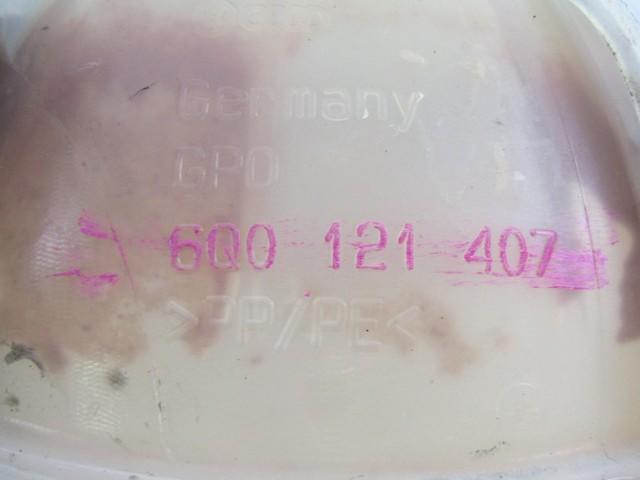 Germany
GPO
6Q0 121 407
>PP/PE<